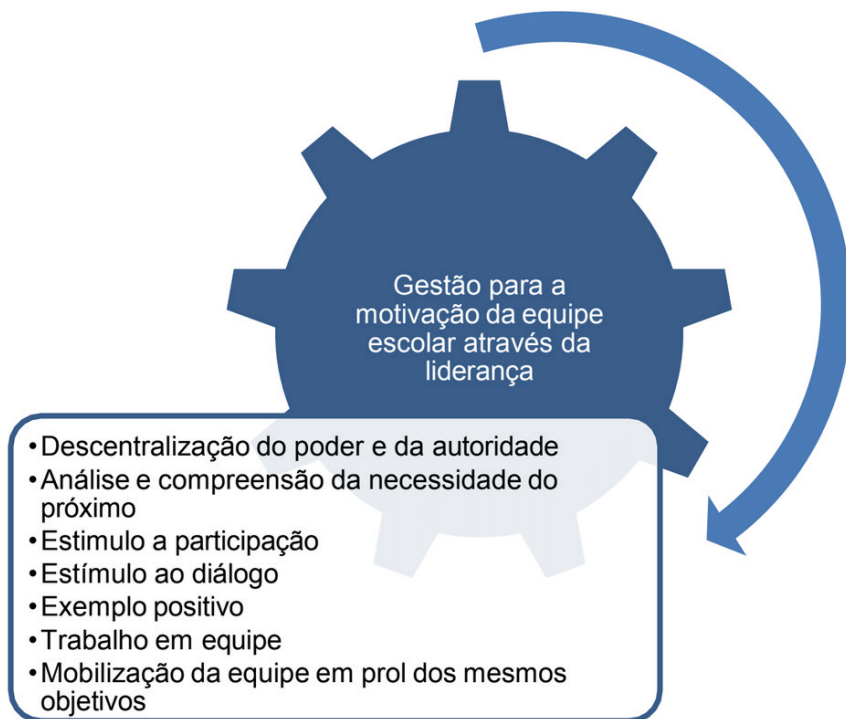 Gestão para a
motivação da equipe
escolar através da
liderança
•Descentralização do poder e da autoridade
•Análise e compreensão da necessidade do
próximo
•Estimulo a participação
•Estímulo ao diálogo
•Exemplo positivo
•Trabalho em equipe
•Mobilização da equipe em prol dos mesmos
objetivos